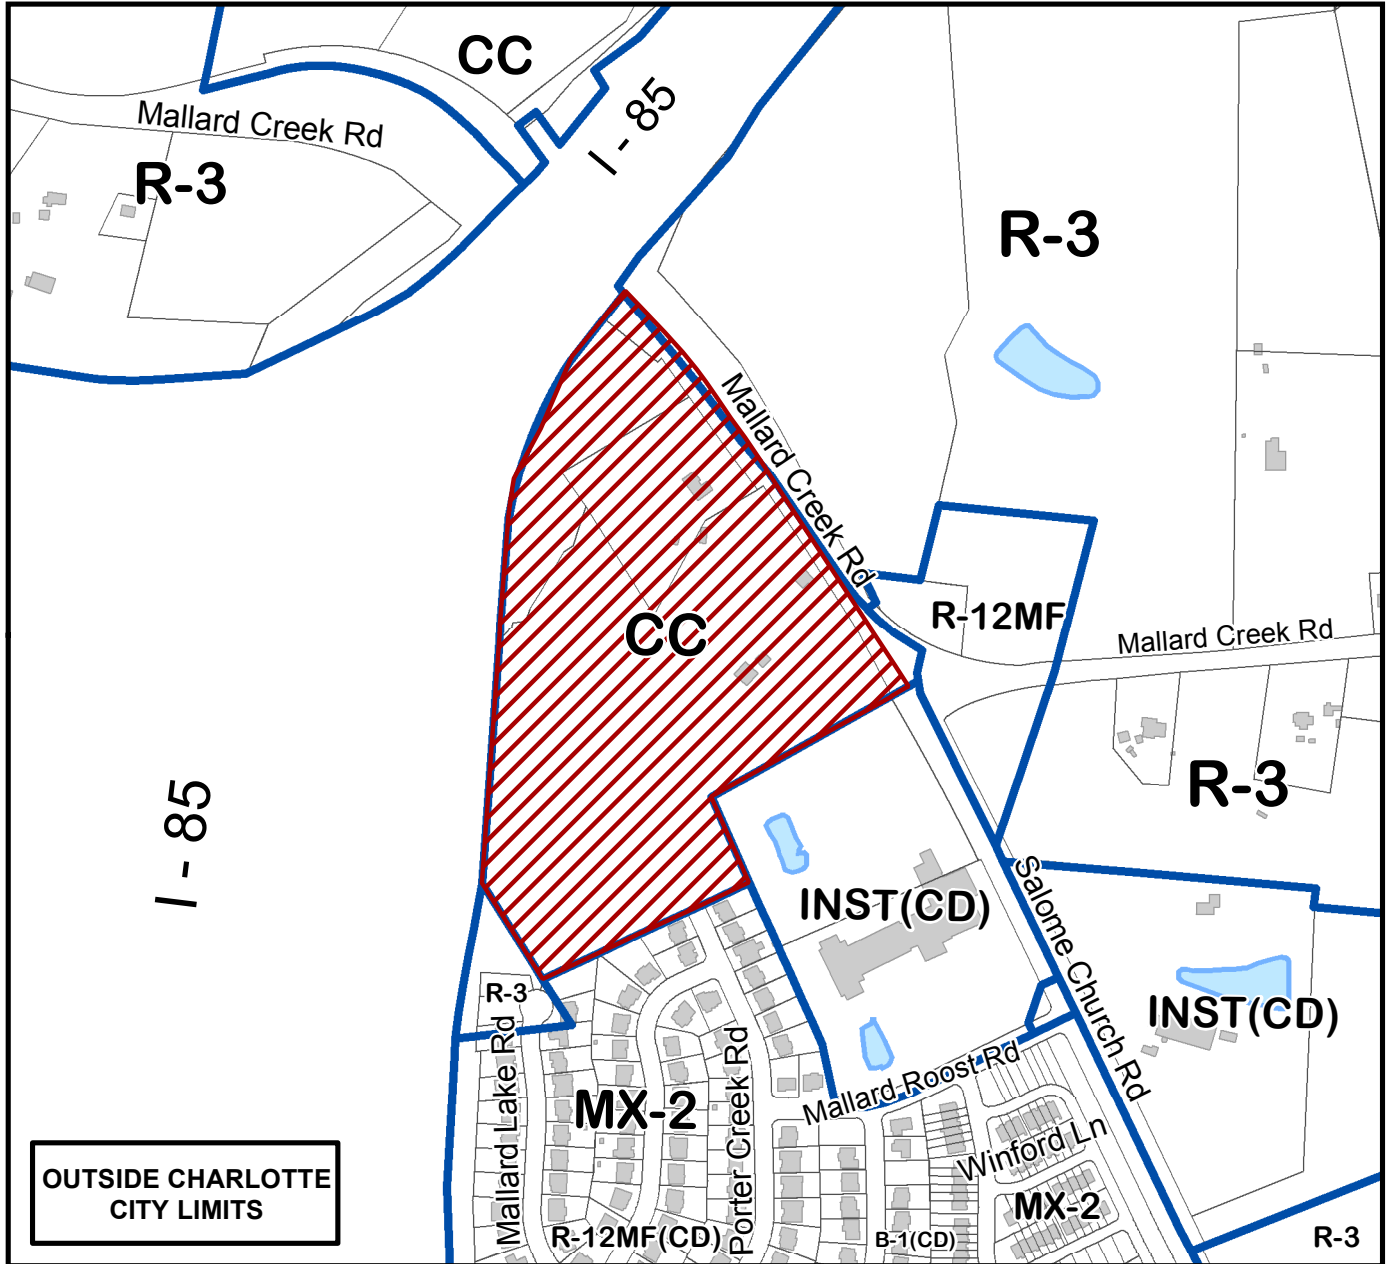 CC
I - 85
Mallard Creek Rd
R-3
R-3
Mallard Creek Rd
R-12MF
CC
Mallard Creek Rd
R-3
I - 85
INST(CD)
Salome Church Rd
R-3
INST(CD)
Mallard Lake Rd
Porter Creek Rd
Mallard Roost Rd
MX-2
Winford Ln
OUTSIDE CHARLOTTE
CITY LIMITS
MX-2
R-12MF(CD)
B-1(CD)
R-3